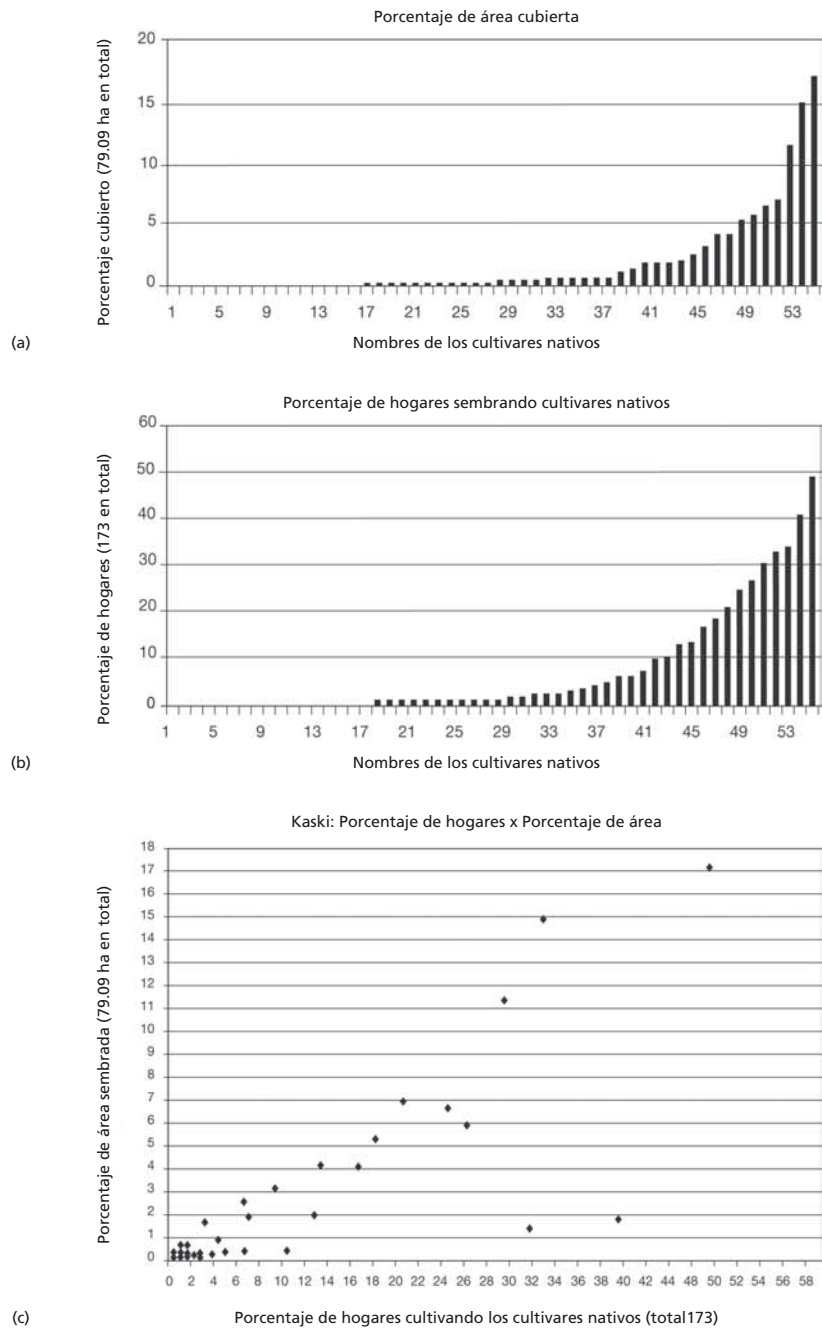 Porcentaje de área cubierta
Porcentaje cubierto (79.09 ha en total)
20
15
10
5
0
1 5 9 13 17 21 25 29 33 37 41 45 49 53
(a)
Nombres de los cultivares nativos
Porcentaje de hogares sembrando cultivares nativos
Porcentaje de hogares (173 en total)
60
50
40
30
20
10
0
1 5 9 13 17 21 25 29 33 37 41 45 49 53
(b)
Nombres de los cultivares nativos
Kaski: Porcentaje de hogares x Porcentaje de área
Porcentaje de área sembrada (79.09 ha en total)
18
17
16
15
14
13
12
11
10
9
8
7
6
5
4
3
2
1
0
0 2 4 6 8 10 12 14 16 18 20 22 24 26 28 30 32 34 36 38 40 42 44 46 48 50 52 54 56 58
(c)
Porcentaje de hogares cultivando los cultivares nativos (total173)